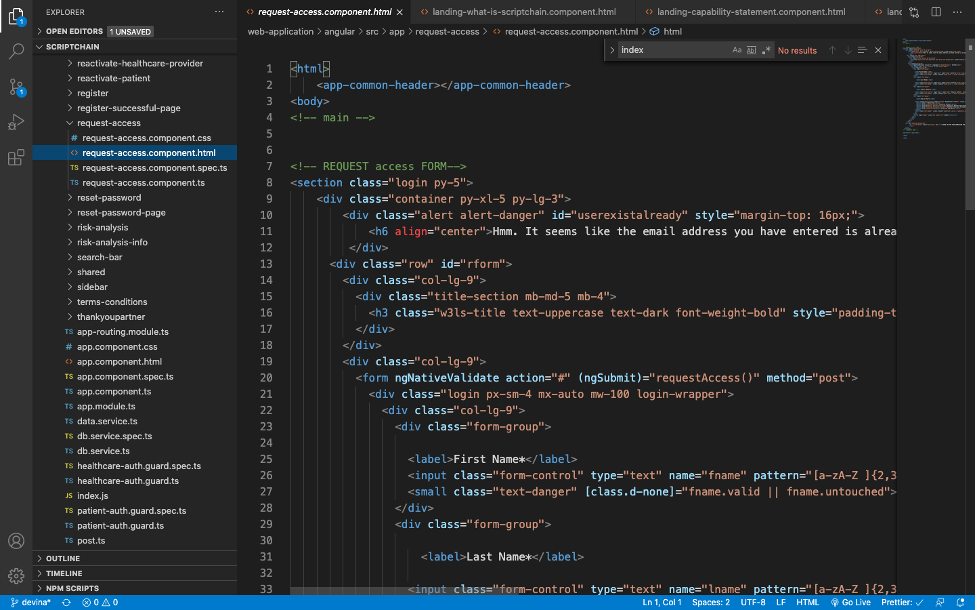 EXPLORER
request-access.component.html
landing-what-is-scriptchain.component.html
landing-capability-statement.component.html
OPEN EDITORS 1 UNSAVED
web-application > angular > src > app > request-access > request-access.component.html > html
SCRIPTCHAIN
index
Aa
No results
reactivate-healthcare-provider
reactivate-patient
register
register-successful-page
request-access
# request-access.component.css
<> request-access.component.html
TS request-access.component.spec.ts
TS request-access.component.ts
reset-password
reset-password-page
risk-analysis
risk-analysis-info
search-bar
shared
sidebar
terms-conditions
thankyoupartner
TS app-routing.module.ts
# app.component.css
<> app.component.html
TS app.component.spec.ts
TS app.component.ts
TS app.module.ts
TS data.service.ts
TS db.service.spec.ts
TS db.service.ts
TS healthcare-auth.guard.spec.ts
TS healthcare-auth.guard.ts
JS index.js
TS patient-auth.guard.spec.ts
TS patient-auth.guard.ts
TS post.ts
OUTLINE
TIMELINE
NPM SCRIPTS
1 <html>
2 <app-common-header></app-common-header>
3 <body>
4 <!-- main -->
5
6
7 <!-- REQUEST access FORM-->
8 <section class="login py-5">
9 <div class="container py-xl-5 py-lg-3">
10 <div class="alert alert-danger" id="userexistalready" style="margin-top: 16px;">
11 <h6 align="center">Hmm. It seems like the email address you have entered is alrea
12 </div>
13 <div class="row" id="rform">
14 <div class="col-lg-9">
15 <div class="title-section mb-md-5 mb-4">
16 <h3 class="w3ls-title text-uppercase text-dark font-weight-bold" style="padding-t
17 </div>
18 </div>
19 <div class="col-lg-9">
20 <form ngNativeValidate action="#" (ngSubmit)="requestAccess()" method="post">
21 <div class="login px-sm-4 mx-auto mw-100 login-wrapper">
22 <div class="col-lg-9">
23 <div class="form-group">
24
25 <label>First Name*</label>
26 <input class="form-control" type="text" name="fname" pattern="[a-zA-Z ]{2,3
27 <small class="text-danger" [class.d-none]="fname.valid || fname.untouched">
28 </div>
29 <div class="form-group">
30
31 <label>Last Name*</label>
32
33 <input class="form-control" type="text" name="lname" pattern="[a-zA-Z ]{2,3
devina*
0 0
Ln 1, Col 1
Spaces: 2
UTF-8
LF
HTML
Go Live
Prettier: ✓